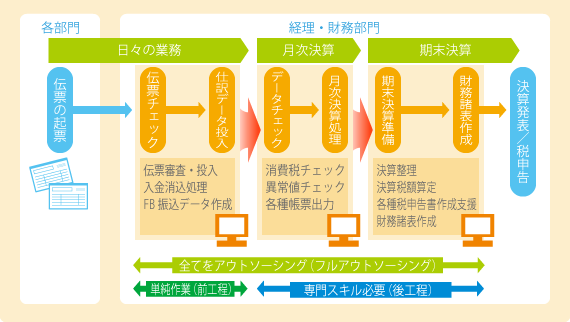 各部門
経理・財務部門
日々の業務
月次決算
期末決算
伝票の起票
伝票チェック
仕訳データ投入
データチェック
月次決算処理
期末決算準備
財務諸表作成
決算発表／税申告
伝票審査・投入
入金消込処理
FB振込データ作成
消費税チェック
異常値チェック
各種帳票出力
決算整理
決算税額算定
各種税申告書作成支援
財務諸表作成
全てをアウトソーシング（フルアウトソーシング）
単純作業（前工程）
専門スキル必要（後工程）